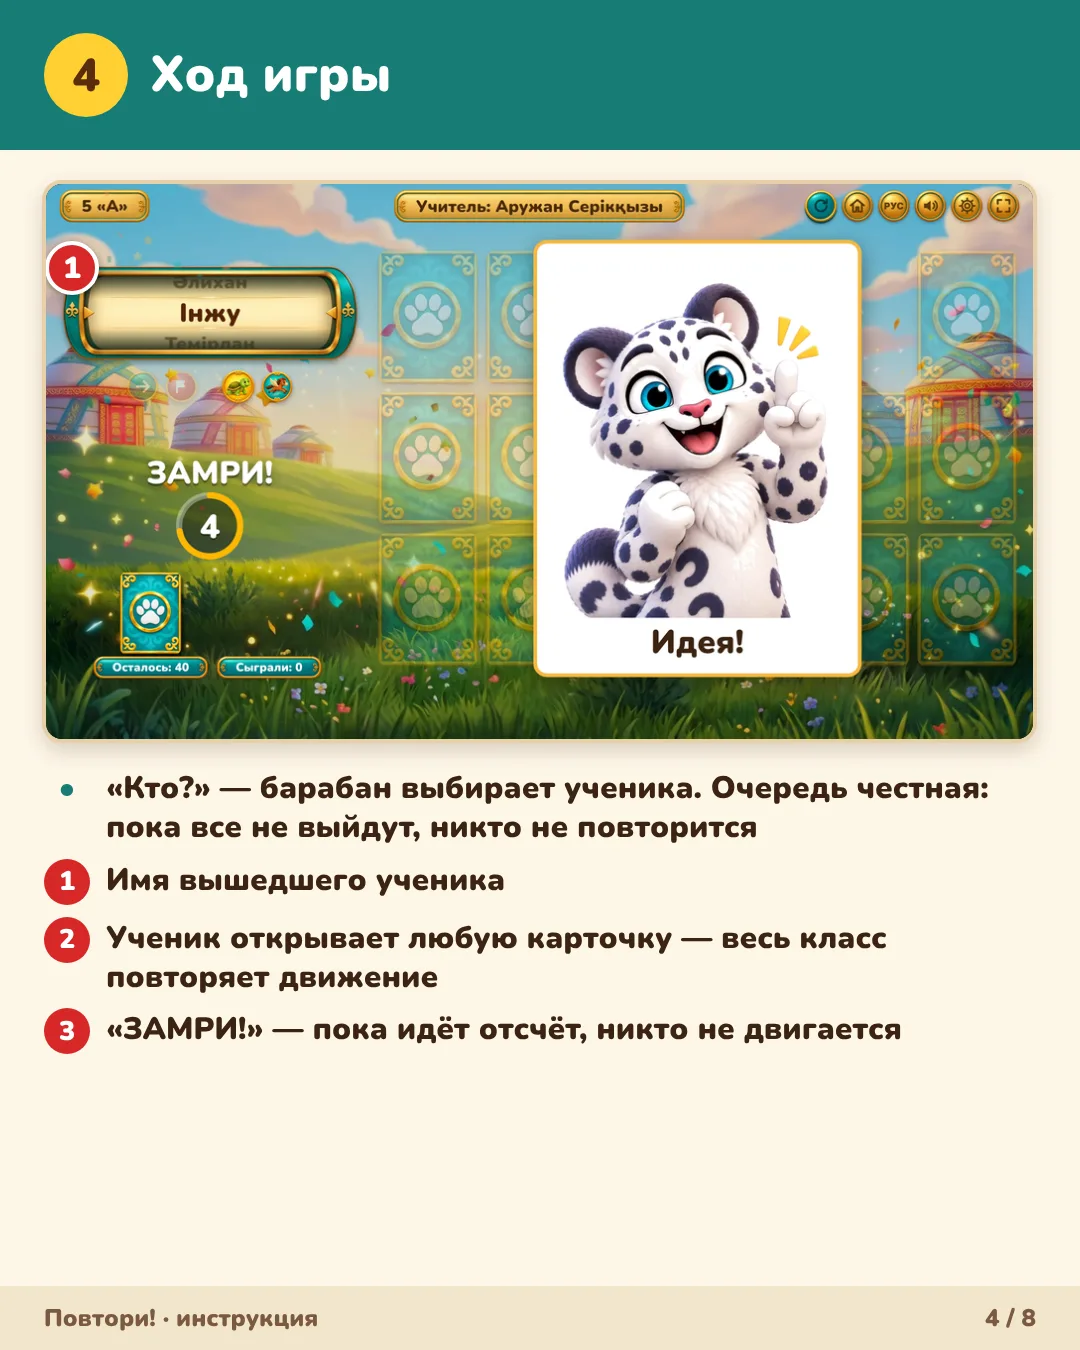 4
Ход игры
5 «А»
Учитель: Аружан Серікқызы
РУС
1
Әлихан
Інжу
Темірлан
ЗАМРИ!
4
Осталось: 40
Сыграли: 0
Идея!
• «Кто?» — барабан выбирает ученика. Очередь честная:
пока все не выйдут, никто не повторится
1 Имя вышедшего ученика
2 Ученик открывает любую карточку — весь класс
повторяет движение
3 «ЗАМРИ!» — пока идёт отсчёт, никто не двигается
Повтори! · инструкция
4 / 8